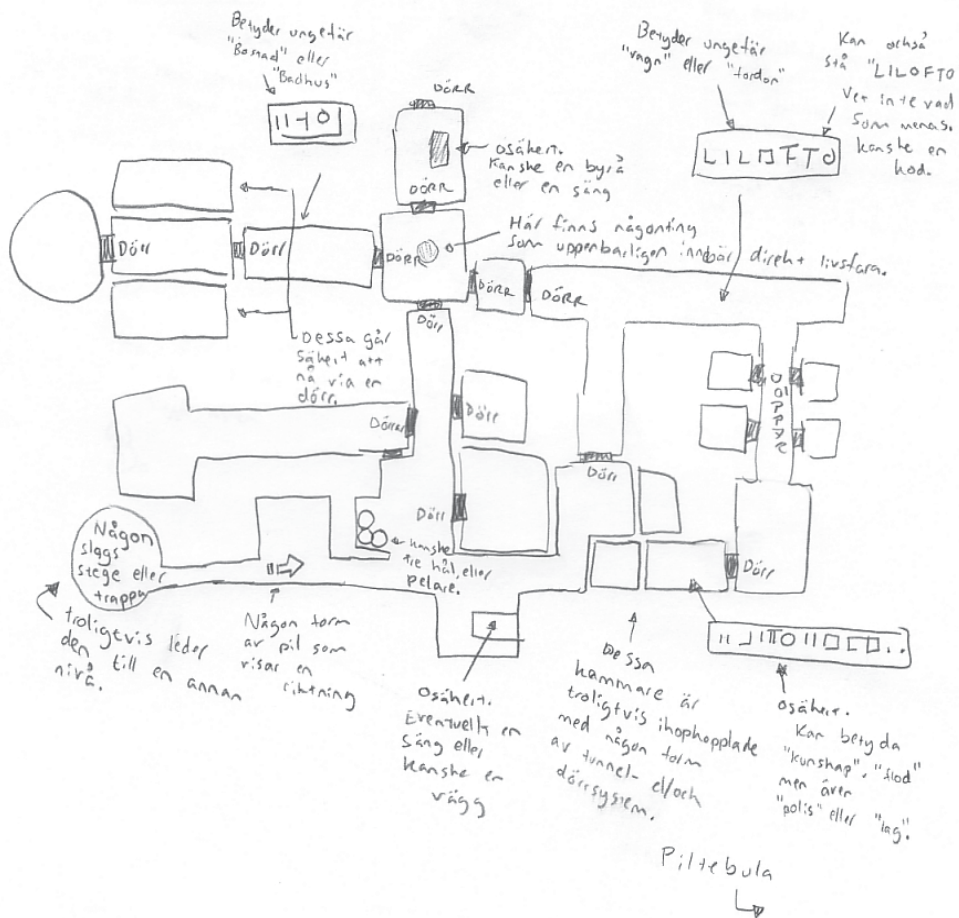 Betyder ungefär
"Bostad" eller
"Badhus"
Betyder ungefär
"vagn" eller "fordon"
Kan också
stå "LILOFTO
Vet inte vad
som menas.
Kanske en
kod.
DÖRR
Osäkert.
Kanske en byrå
eller en säng
LIL☐FTO
DÖRR
Här finns någonting
som uppenbarligen innebär direkt livsfara.
Dörr
Dörr
DÖRR
DÖRR
DÖRR
Dörr
Dessa går
säkert att
nå via en
dörr.
Dörrar
Dörr
Dörr
Dörr
Dörr
Någon
slags
stege eller
trappa
kanske
tre hål, eller
pelare.
troligtvis leder
den till en annan
nivå.
Någon form
av pil som
visar en
riktning
Osäkert.
Eventuellt en
säng eller
kanske en
vägg
Dessa
kammare är
troligtvis ihopkopplade
med någon form
av tunnel- el/och
dörrsystem.
Osäkert.
Kan betyda
"kunskap", "flod"
men även
"polis" eller "lag".
Piltebula